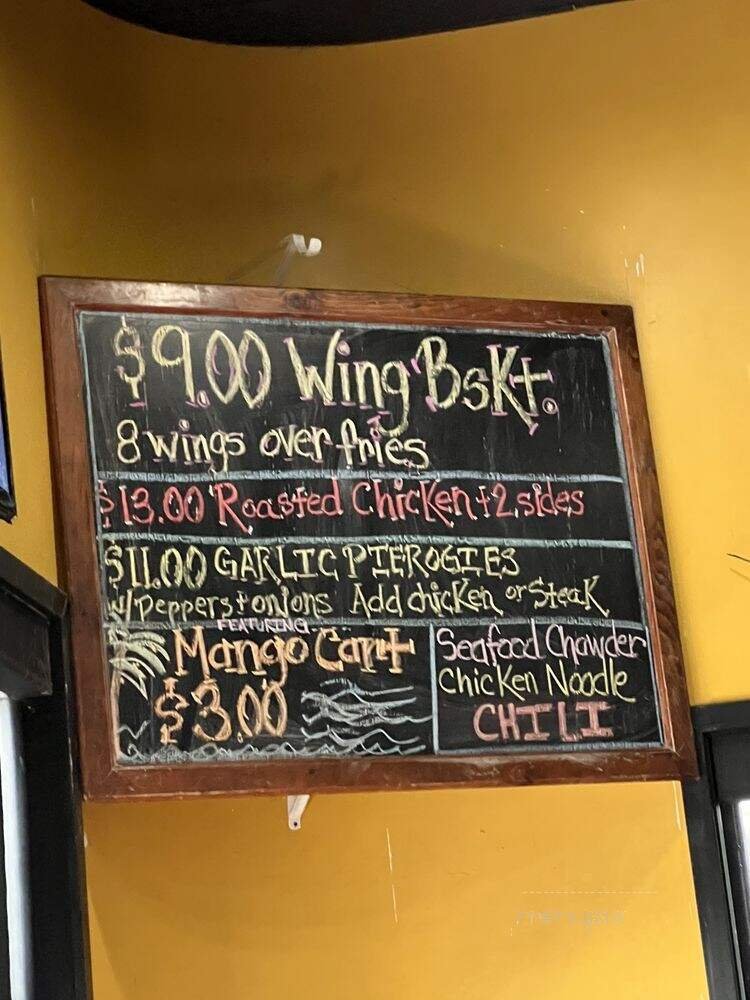 $9.00 Wing Bskt.
8 wings over fries
$13.00 Roasted Chicken + 2 sides
$11.00 GARLIC PIEROGIES
w/ Peppers + onions Add chicken or Steak
FEATURING
Mango Cart
$3.00
Seafood Chowder
Chicken Noodle
CHILI